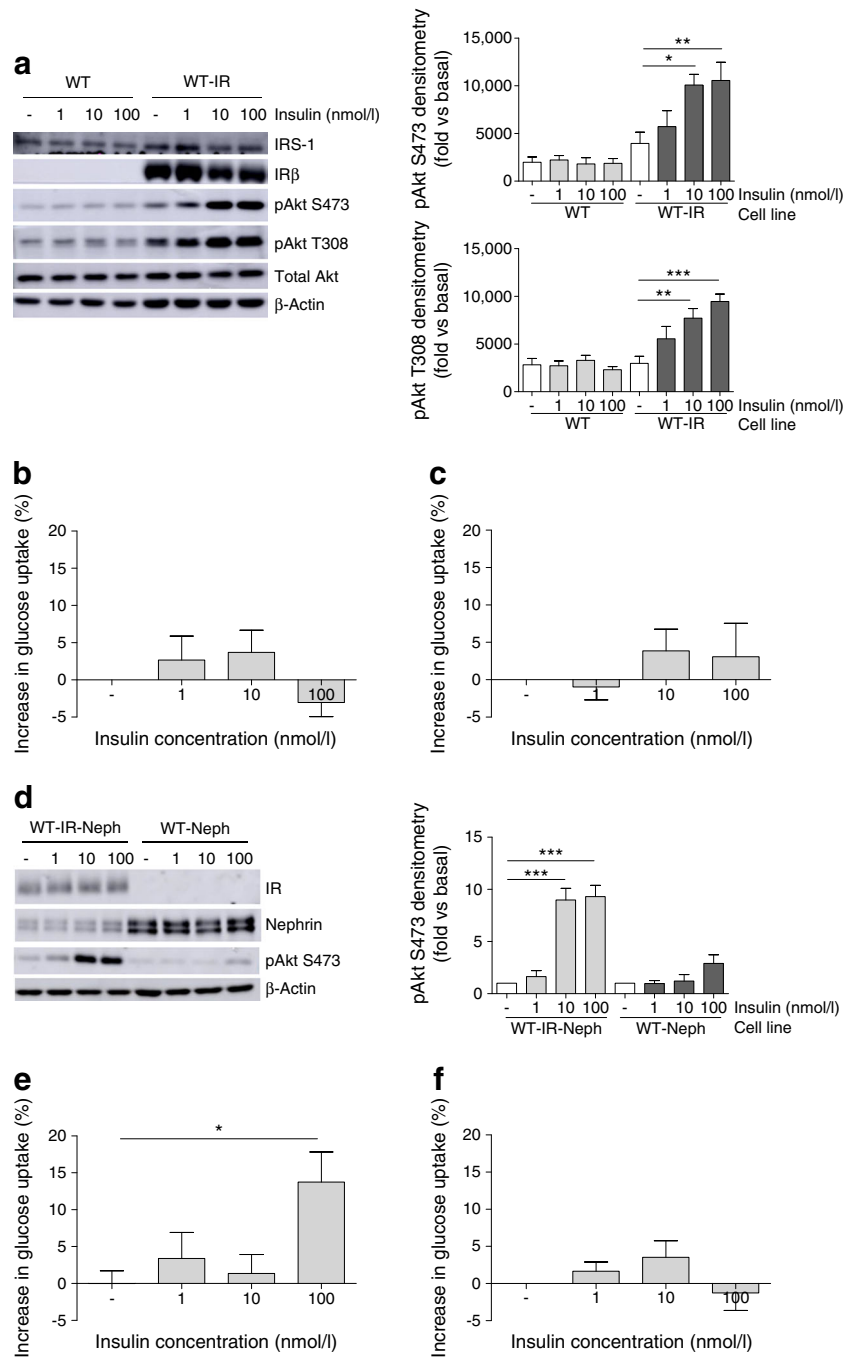 a
WT WT-IR
- 1 10 100 - 1 10 100 Insulin (nmol/l)
IRS-1
IRβ
pAkt S473
pAkt T308
Total Akt
β-Actin
pAkt S473 densitometry
(fold vs basal)
15,000
10,000
5000
0
**
*
- 1 10 100 - 1 10 100 Insulin (nmol/l)
WT WT-IR Cell line
pAkt T308 densitometry
(fold vs basal)
15,000
10,000
5000
0
***
**
- 1 10 100 - 1 10 100 Insulin (nmol/l)
WT WT-IR Cell line
b
Increase in glucose uptake (%)
20
15
10
5
0
-5
- 1 10 100
Insulin concentration (nmol/l)
c
Increase in glucose uptake (%)
20
15
10
5
0
-5
- 1 10 100
Insulin concentration (nmol/l)
d
WT-IR-Neph WT-Neph
- 1 10 100 - 1 10 100
IR
Nephrin
pAkt S473
β-Actin
pAkt S473 densitometry
(fold vs basal)
15
10
5
0
***
***
- 1 10 100 - 1 10 100 Insulin (nmol/l)
WT-IR-Neph WT-Neph Cell line
e
Increase in glucose uptake (%)
20
15
10
5
0
-5
*
- 1 10 100
Insulin concentration (nmol/l)
f
Increase in glucose uptake (%)
20
15
10
5
0
-5
- 1 10 100
Insulin concentration (nmol/l)